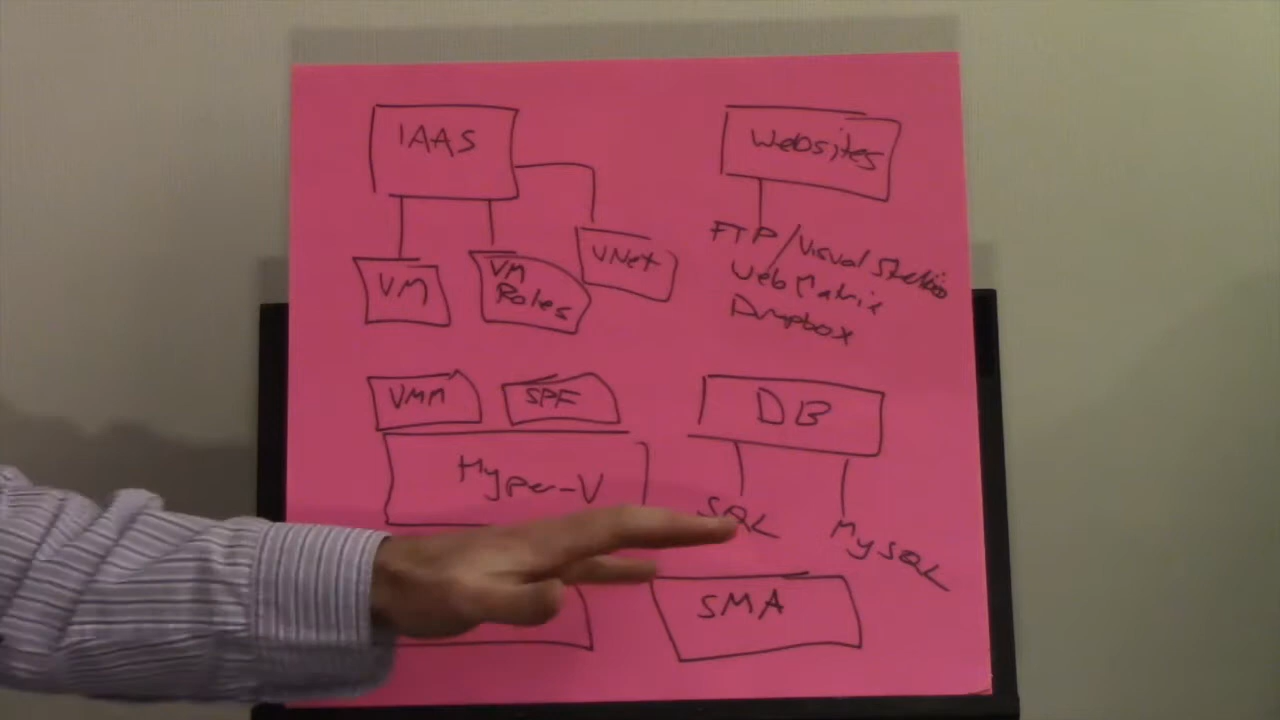 IAAS
VM
VM
Roles
VNet
Websites
FTP/Visual Studio
WebMatrix
Dropbox
VMM
SPF
Hyper-V
DB
SQL
MySQL
SMA